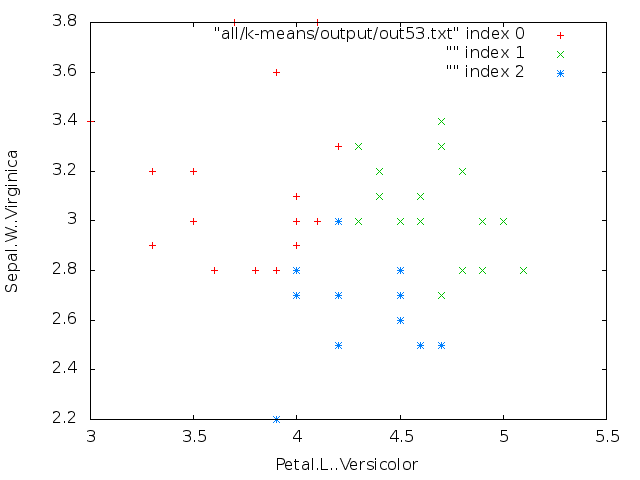 "all/k-means/output/out53.txt" index 0
"" index 1
"" index 2
3.8
3.6
3.4
3.2
3
2.8
2.6
2.4
2.2
3 3.5 4 4.5 5 5.5
Sepal.W..Virginica
Petal.L..Versicolor